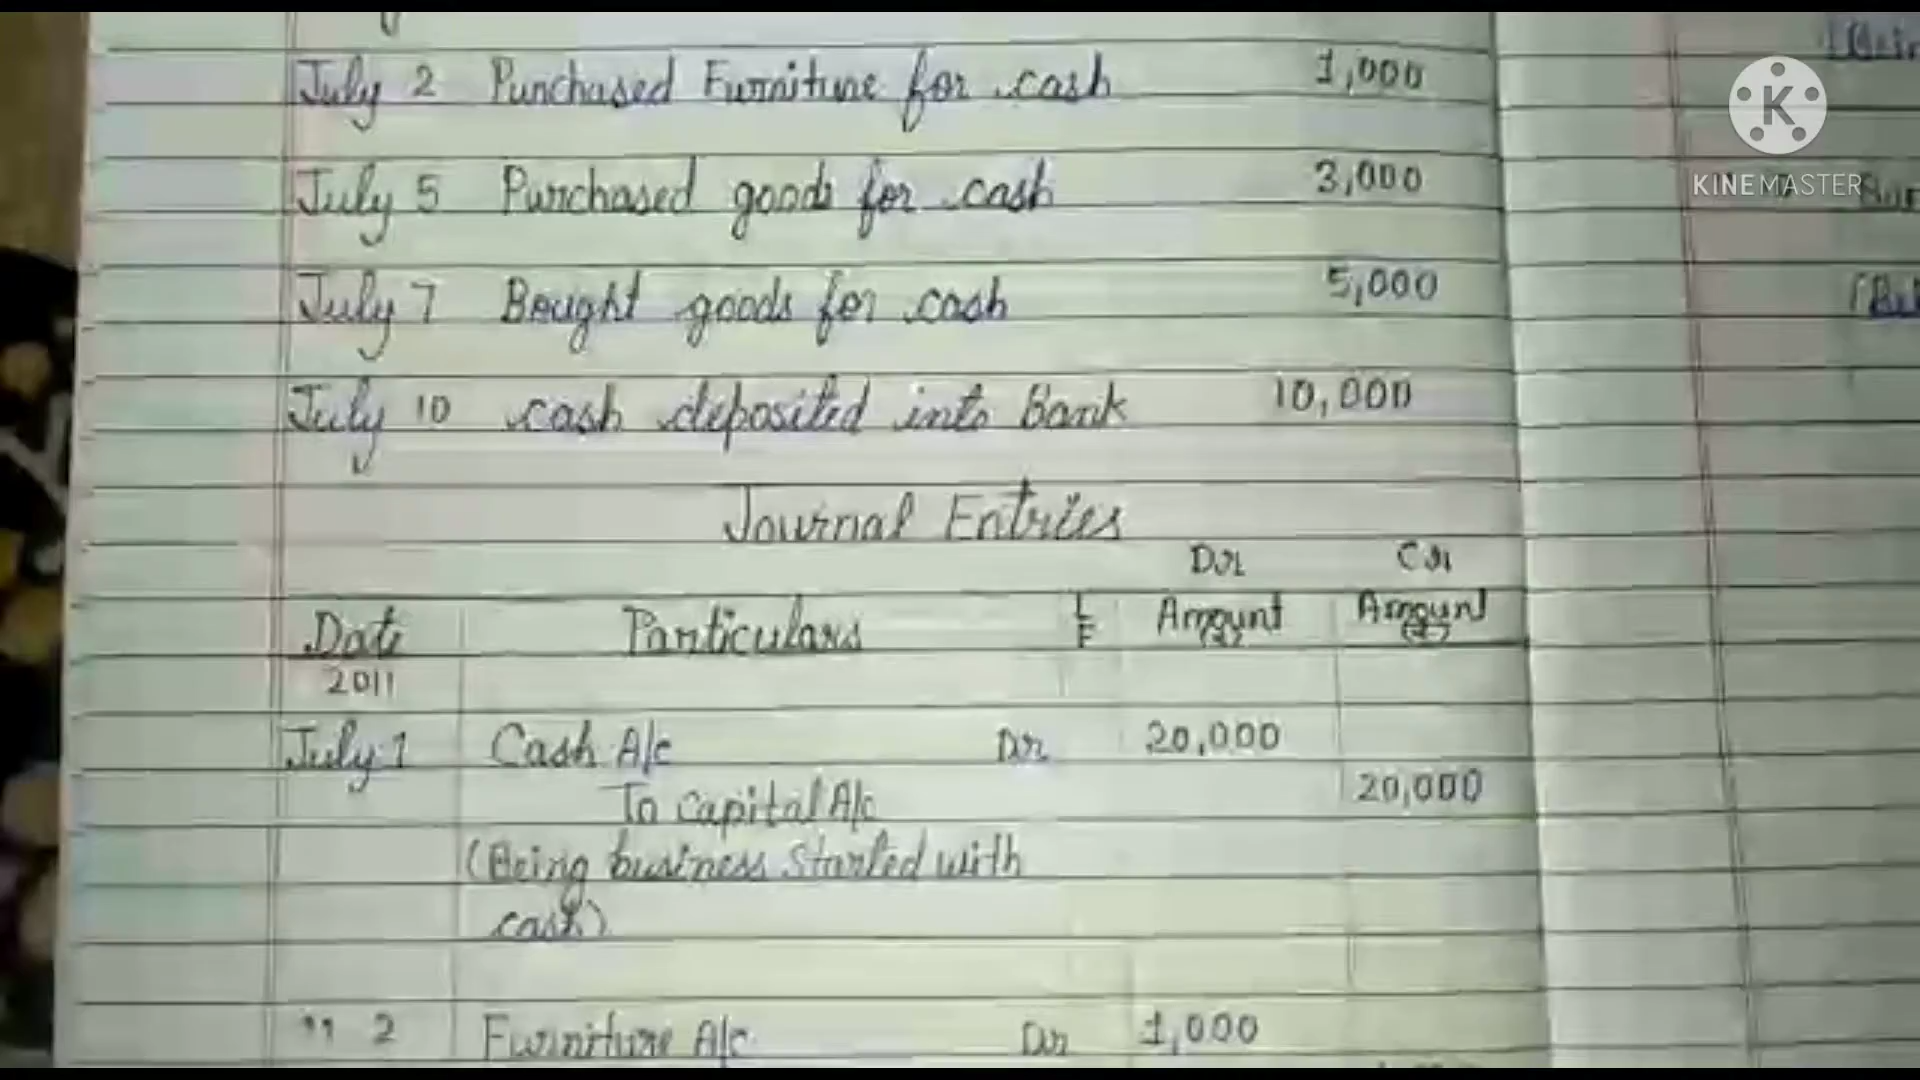 July 2 Purchased Furniture for cash 1,000
July 5 Purchased goods for cash 3,000
July 7 Bought goods for cash 5,000
July 10 cash deposited into Bank 10,000
Journal Entries
Dr Cr
Date Particulars L F Amount (₹) Amount (₹)
2011
July 1 Cash A/c Dr 20,000
To Capital A/c 20,000
(Being business started with
cash)
" 2 Furniture A/c Dr 1,000
KINEMASTER